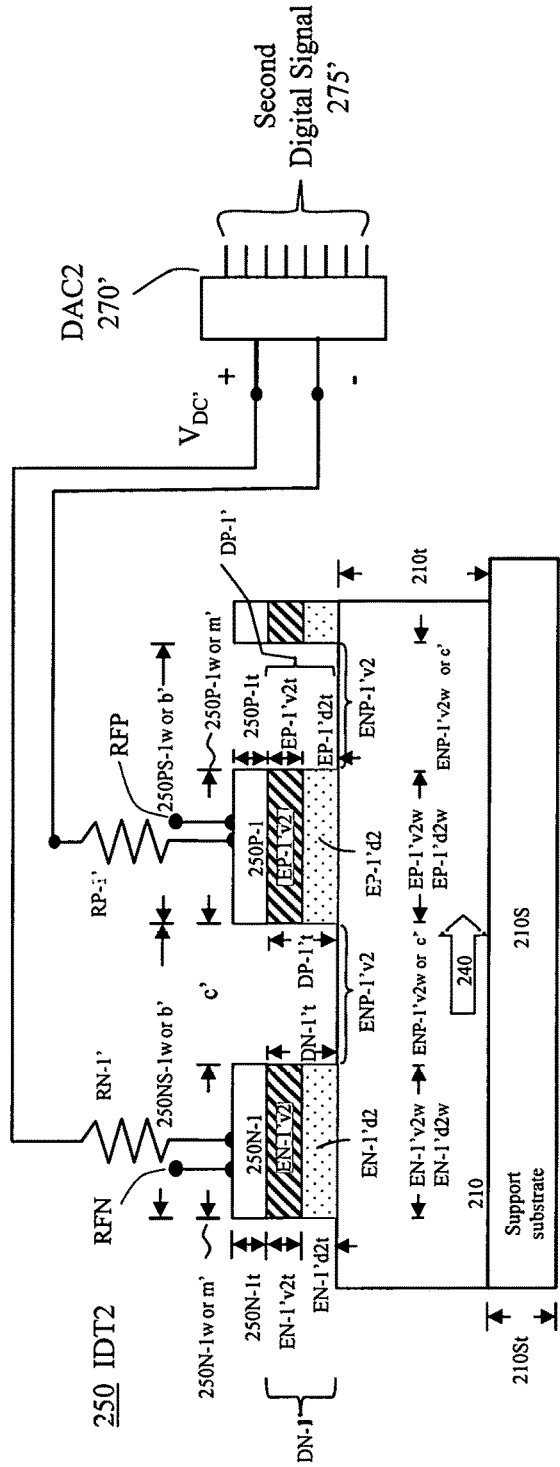 250 IDT2
RFN
RN-1'
250NS-1w or b'
c'
RP-1'
RFP
250PS-1w or b'
250P-1w or m'
DP-1'
V_DC'
+
-
DAC2
270'
Second
Digital Signal
275'
250N-1w or m'
250N-1t
EN-1'v2t
EN-1'd2t
DN-1'
250N-1
EN-1'v2
EN-1'd2
DN-1't
DP-1't
250P-1
EP-1'v2
EP-1'd2
250P-1t
EP-1'v2t
EP-1'd2t
ENP-1'v2
ENP-1'v2
210t
EN-1'v2w
EN-1'd2w
ENP-1'v2w or c'
EP-1'v2w
EP-1'd2w
ENP-1'v2w or c'
240
210
Support
substrate
210S
210St